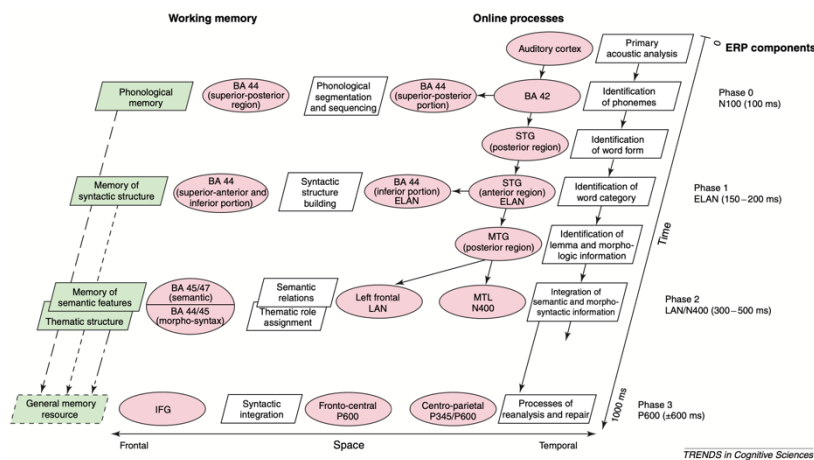 Working memory
Online processes
ERP components
Auditory cortex
Primary
acoustic analysis
0
Phonological
memory
BA 44
(superior-posterior
region)
Phonological
segmentation
and sequencing
BA 44
(superior-posterior
portion)
BA 42
Identification
of phonemes
Phase 0
N100 (100 ms)
STG
(posterior region)
Identification
of word form
Memory of
syntactic structure
BA 44
(superior-anterior and
inferior portion)
Syntactic
structure
building
BA 44
(inferior portion)
ELAN
STG
(anterior region)
ELAN
Identification
of word category
Phase 1
ELAN (150–200 ms)
Time
MTG
(posterior region)
Identification of
lemma and morpho-
logic information
Memory of
semantic features
Thematic structure
BA 45/47
(semantic)
BA 44/45
(morpho-syntax)
Semantic
relations
Thematic role
assignment
Left frontal
LAN
MTL
N400
Integration of
semantic and morpho-
syntactic information
Phase 2
LAN/N400 (300–500 ms)
General memory
resource
IFG
Syntactic
integration
Fronto-central
P600
Centro-parietal
P345/P600
Processes of
reanalysis and repair
1000 ms
Phase 3
P600 (±600 ms)
Frontal
Space
Temporal
TRENDS in Cognitive Sciences